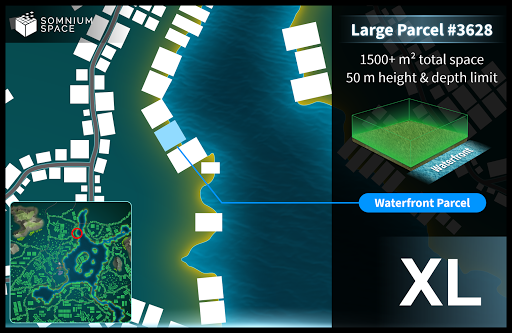 SOMNIUM
SPACE
Large Parcel #3628
1500+ m² total space
50 m height & depth limit
Waterfront
Waterfront Parcel
XL